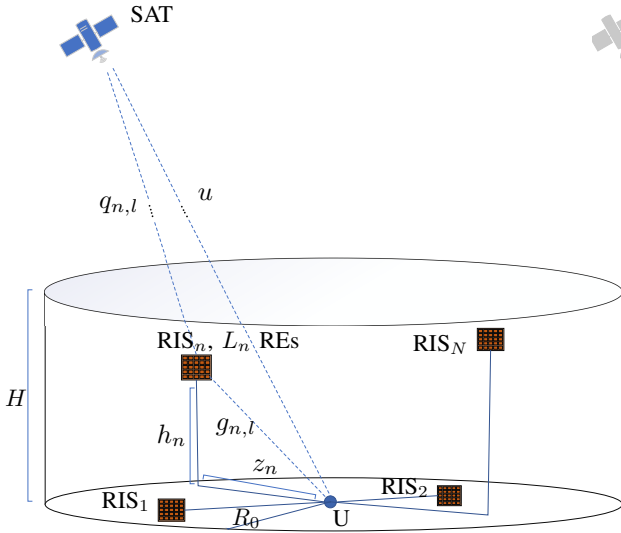 SAT
q_{n,l}
u
RIS_n, L_n REs
RIS_N
H
h_n
g_{n,l}
z_n
RIS_1
RIS_2
R_0
U